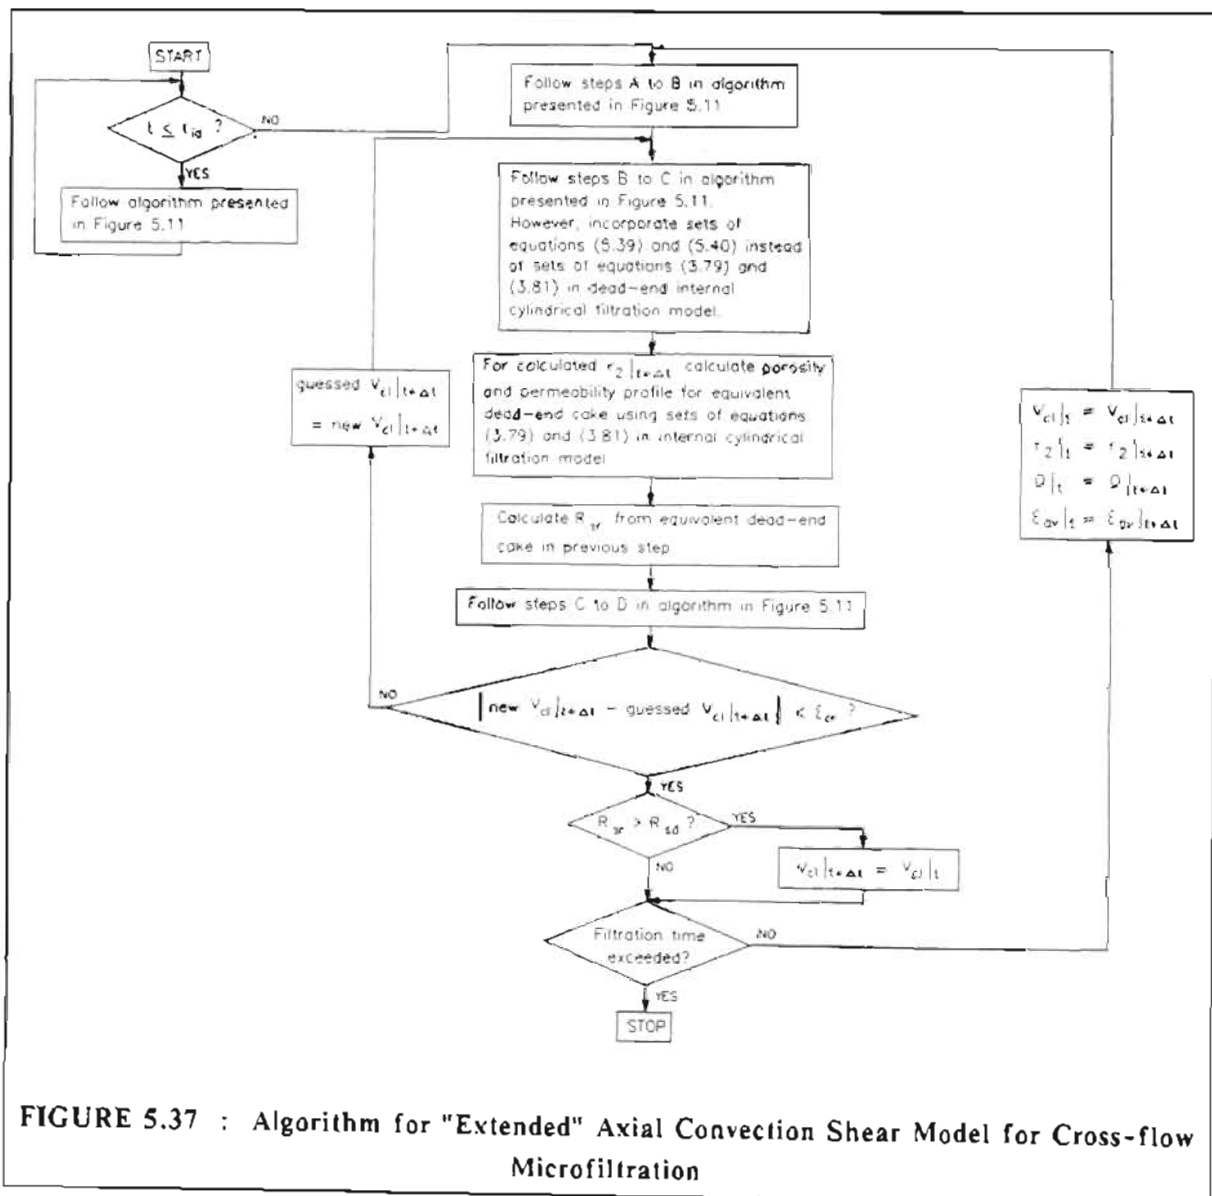 START
t ≤ t_id ?
NO
YES
Follow algorithm presented
in Figure 5.11
Follow steps A to B in algorithm
presented in Figure 5.11
Follow steps B to C in algorithm
presented in Figure 5.11.
However, incorporate sets of
equations (5.39) and (5.40) instead
of sets of equations (3.79) and
(3.81) in dead-end internal
cylindrical filtration model.
For calculated r_2|t+Δt calculate porosity
and permeability profile for equivalent
dead-end cake using sets of equations
(3.79) and (3.81) in internal cylindrical
filtration model
Calculate R_sr from equivalent dead-end
cake in previous step
Follow steps C to D in algorithm in Figure 5.11
guessed V_cl|t+Δt
= new V_cl|t+Δt
V_cl|t = V_cl|t+Δt
r_2|t = r_2|t+Δt
Ω|t = Ω|t+Δt
ε_av|t = ε_av|t+Δt
NO
|new V_cl|t+Δt - guessed V_cl|t+Δt| < ε_cr ?
YES
R_sr > R_sd ?
YES
NO
V_cl|t+Δt = V_cl|t
Filtration time
exceeded?
NO
YES
STOP
FIGURE 5.37 : Algorithm for "Extended" Axial Convection Shear Model for Cross-flow
Microfiltration